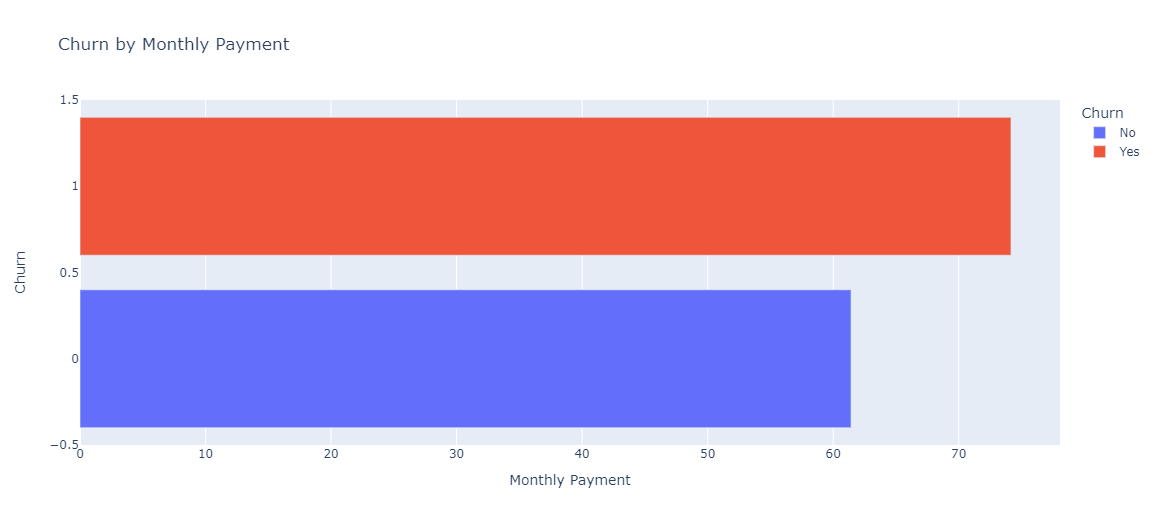 Churn by Monthly Payment
Churn
No
Yes
1.5
1
0.5
0
−0.5
Churn
0 10 20 30 40 50 60 70
Monthly Payment